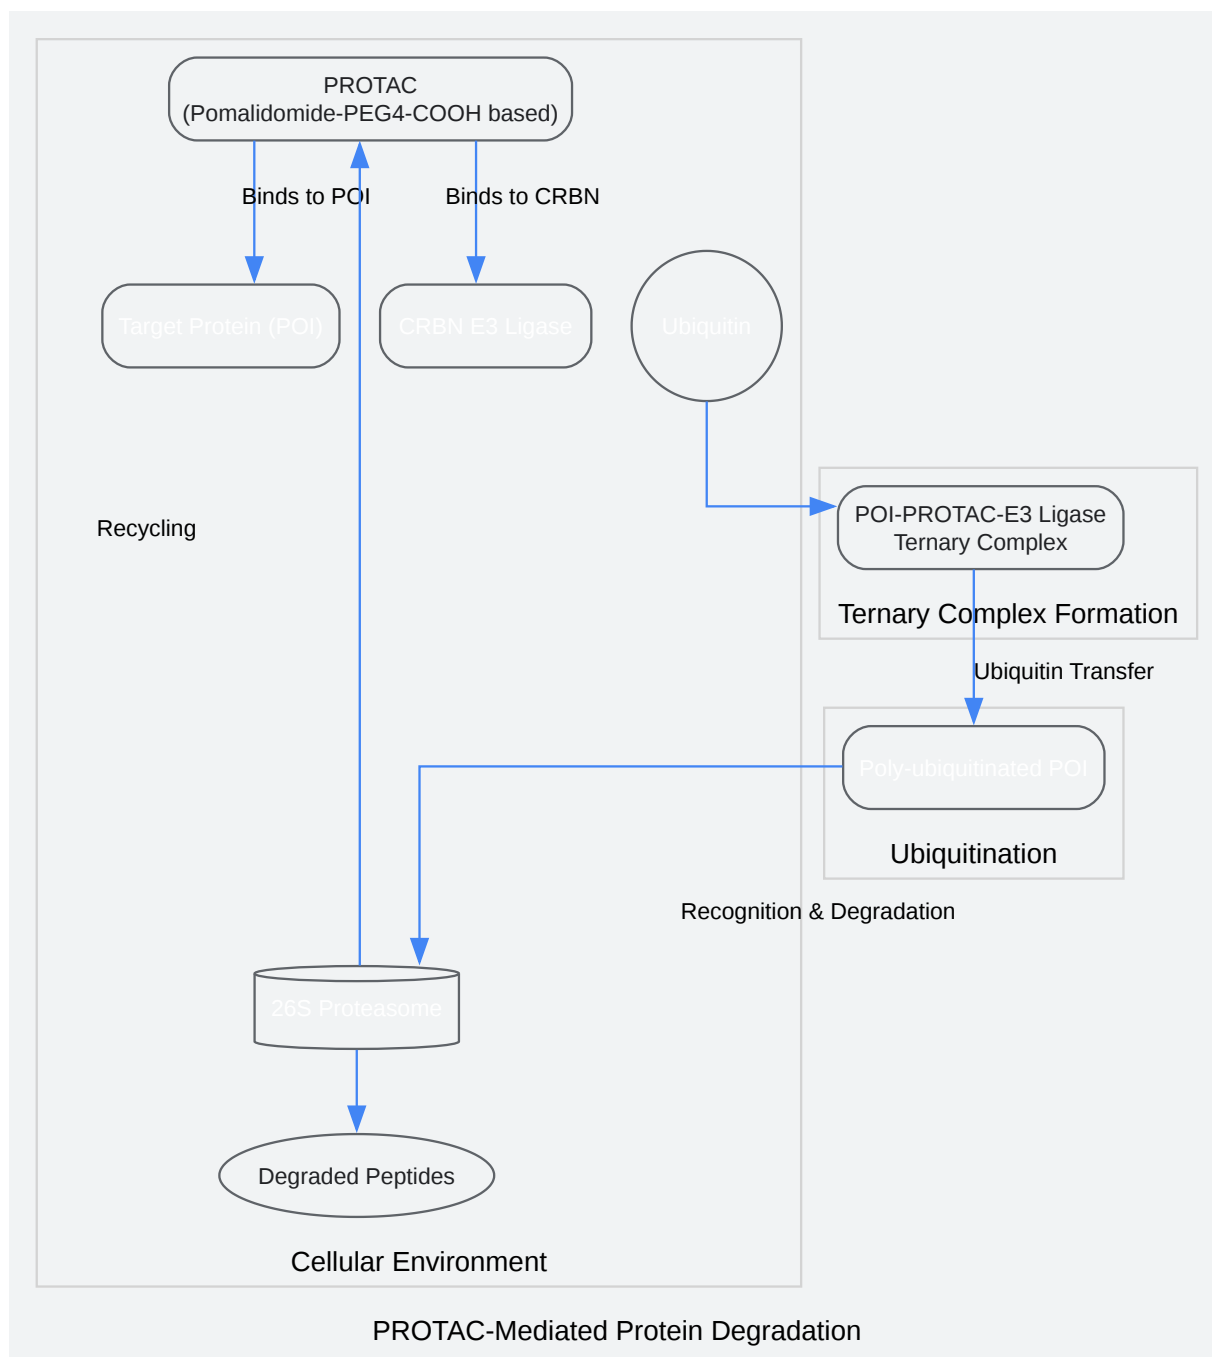 PROTAC
(Pomalidomide-PEG4-COOH based)
Binds to POI
Binds to CRBN
Target Protein (POI)
CRBN E3 Ligase
Ubiquitin
Recycling
POI-PROTAC-E3 Ligase
Ternary Complex
Ternary Complex Formation
Ubiquitin Transfer
Poly-ubiquitinated POI
Ubiquitination
Recognition & Degradation
26S Proteasome
Degraded Peptides
Cellular Environment
PROTAC-Mediated Protein Degradation